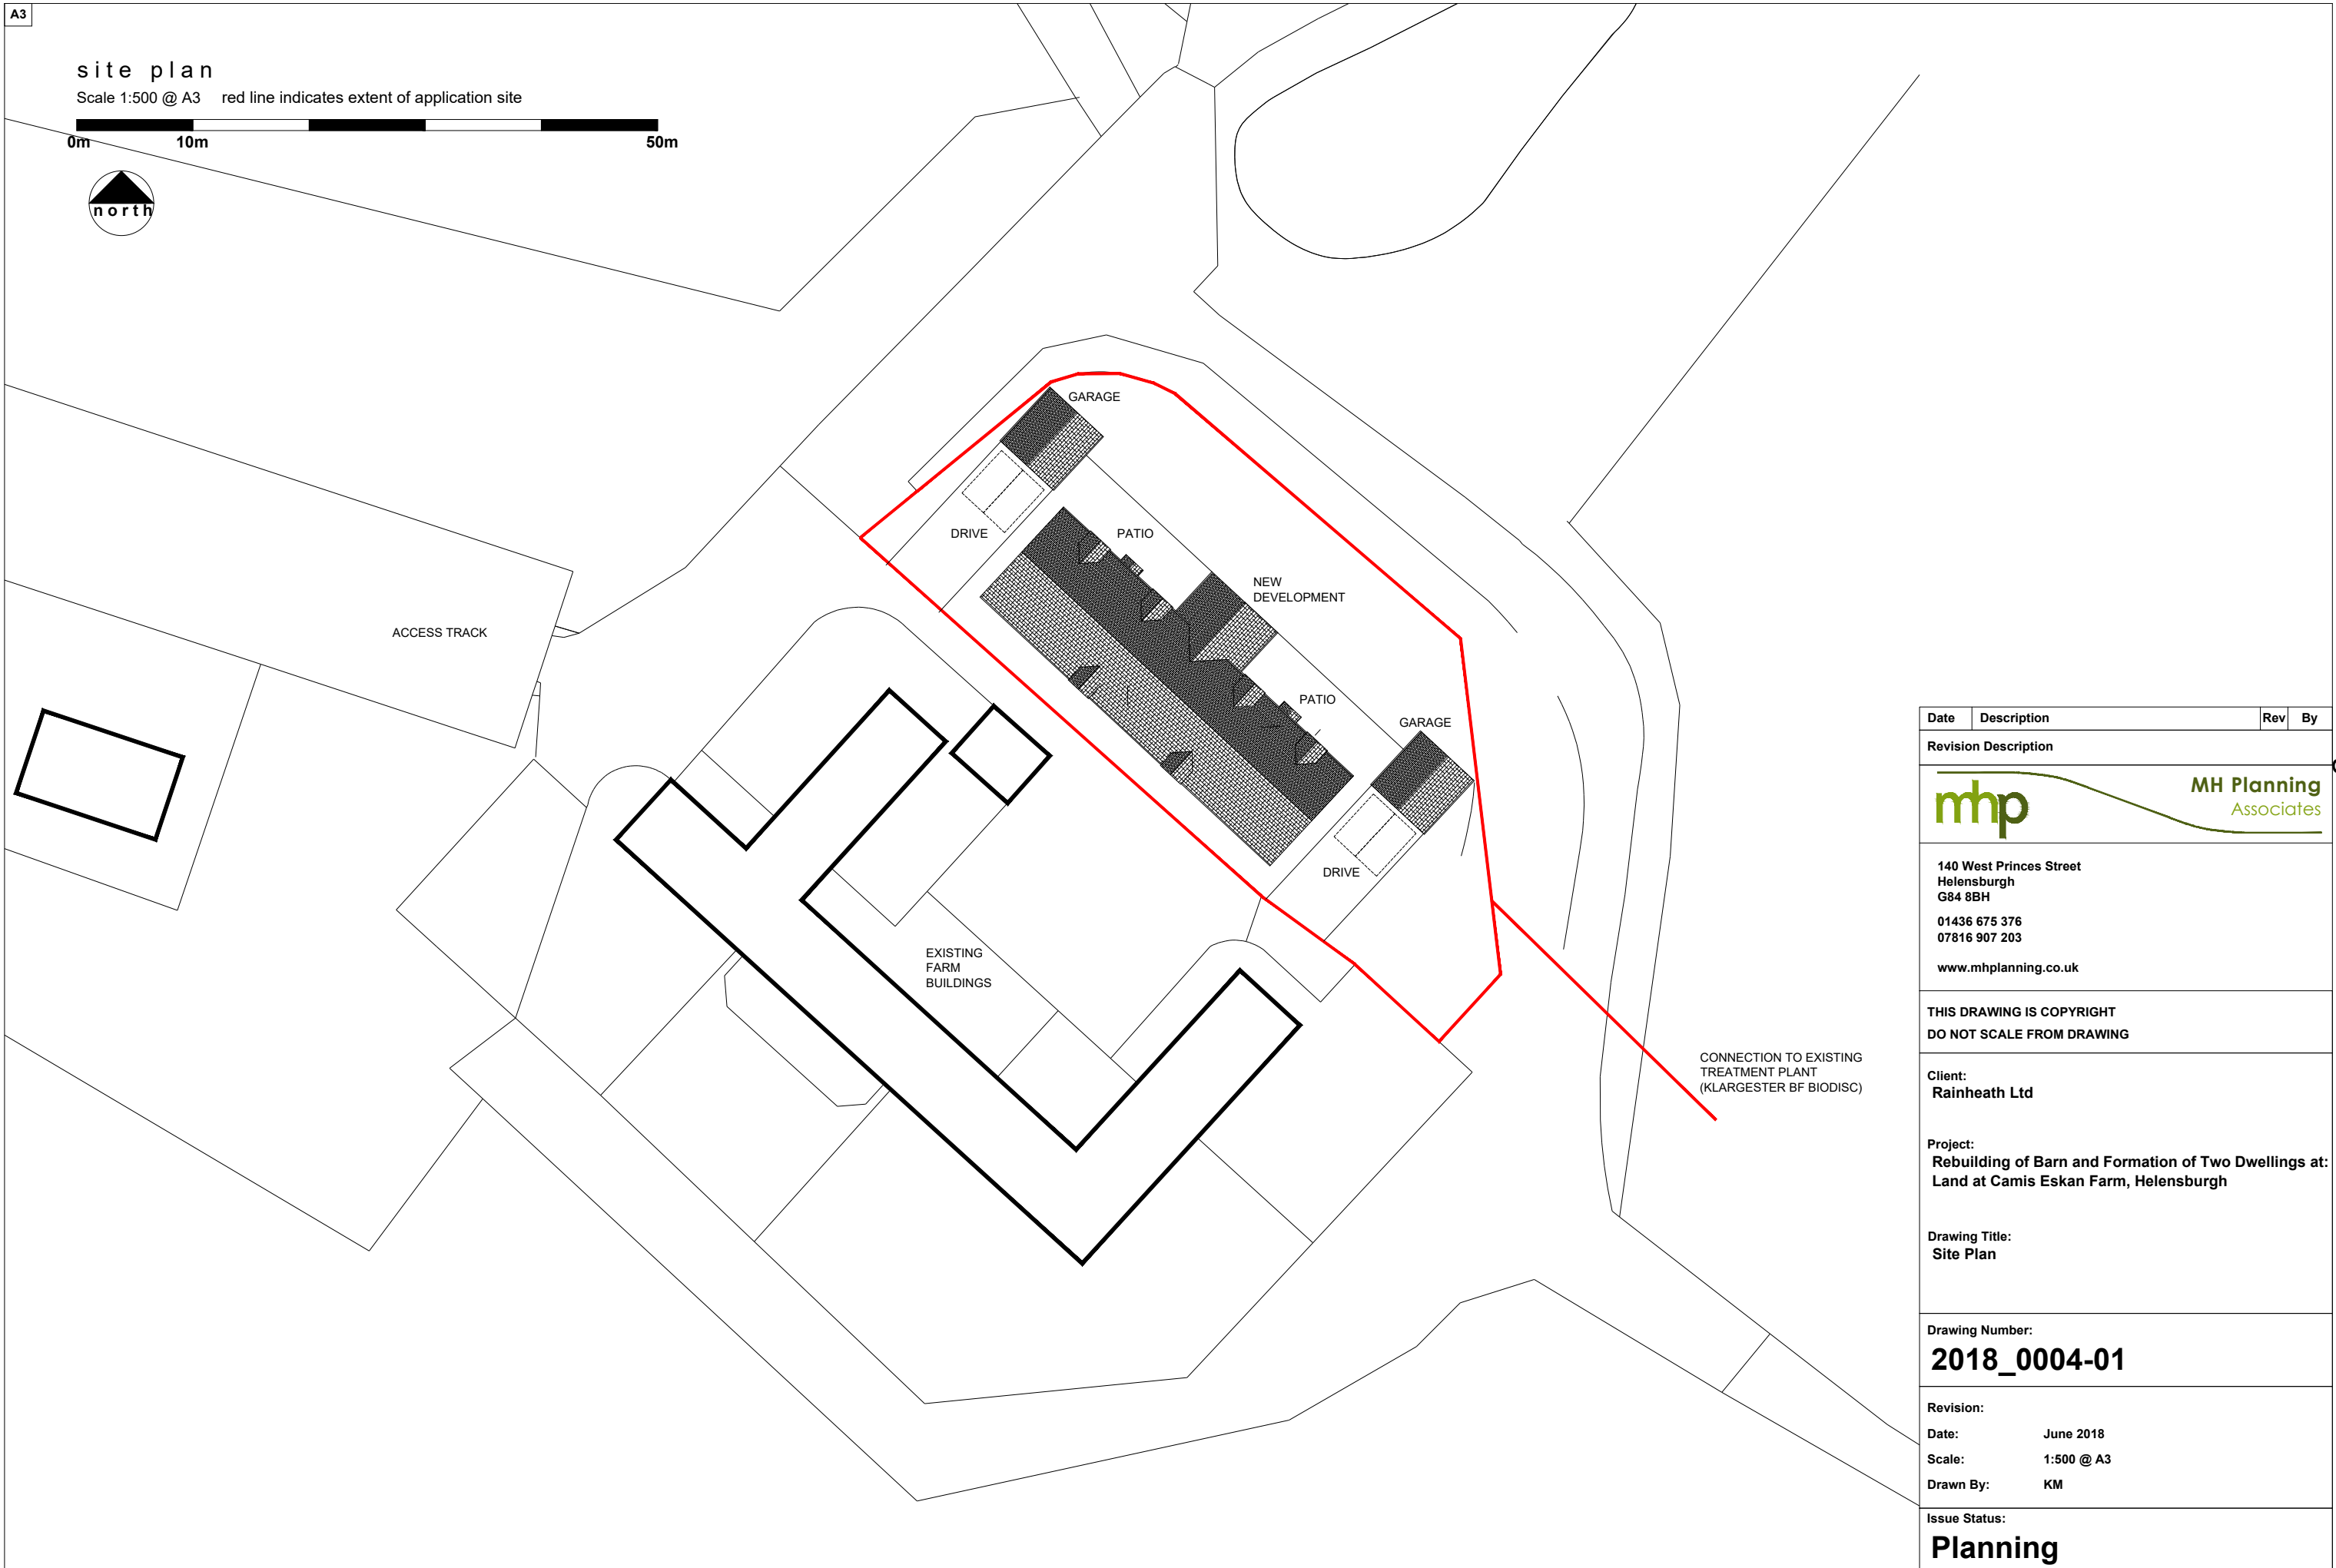 A3
site plan
Scale 1:500 @ A3 red line indicates extent of application site
0m 10m 50m
north
GARAGE
DRIVE
PATIO
NEW
DEVELOPMENT
ACCESS TRACK
PATIO
GARAGE
DRIVE
EXISTING
FARM
BUILDINGS
CONNECTION TO EXISTING
TREATMENT PLANT
(KLARGESTER BF BIODISC)
Date Description Rev By
Revision Description
mhp
MH Planning
Associates
140 West Princes Street
Helensburgh
G84 8BH
01436 675 376
07816 907 203
www.mhplanning.co.uk
THIS DRAWING IS COPYRIGHT
DO NOT SCALE FROM DRAWING
Client:
Rainheath Ltd
Project:
Rebuilding of Barn and Formation of Two Dwellings at:
Land at Camis Eskan Farm, Helensburgh
Drawing Title:
Site Plan
Drawing Number:
2018_0004-01
Revision:
Date: June 2018
Scale: 1:500 @ A3
Drawn By: KM
Issue Status:
Planning